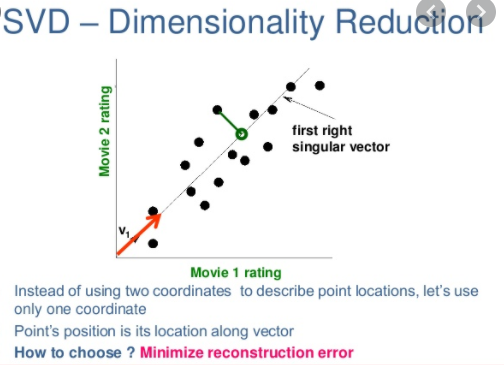 SVD – Dimensionality Reduction
Movie 2 rating
first right
singular vector
v1
Movie 1 rating
Instead of using two coordinates to describe point locations, let's use
only one coordinate
Point's position is its location along vector
How to choose ? Minimize reconstruction error